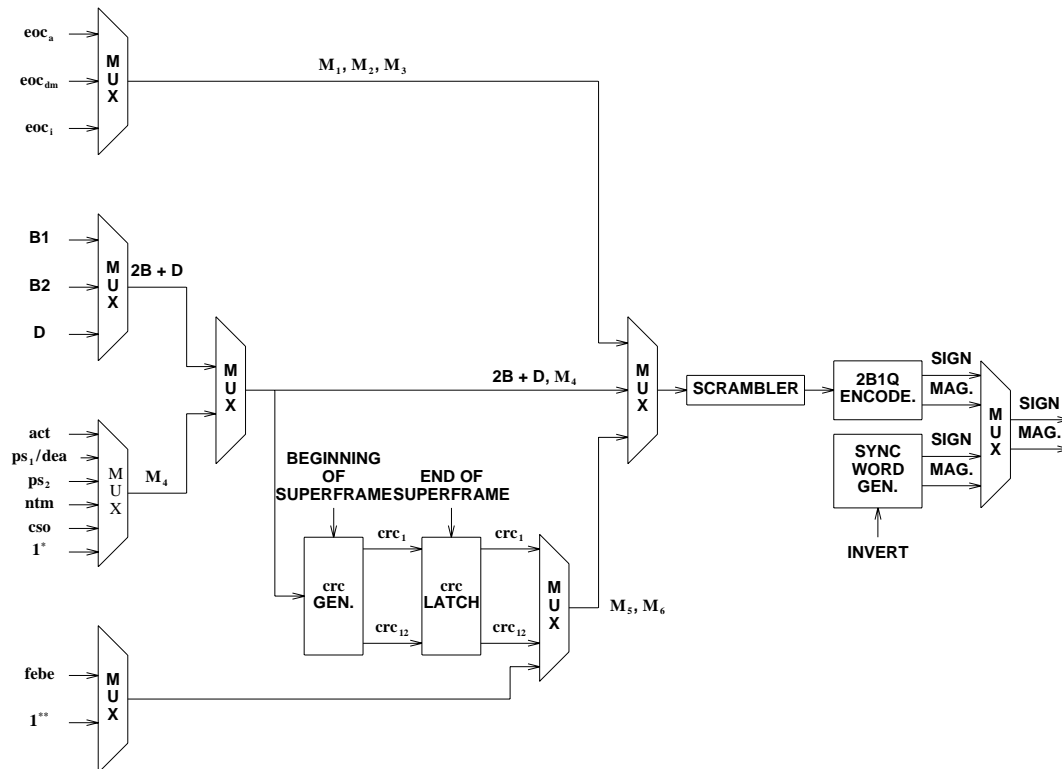 eoc_a
eoc_dm
eoc_i
MUX
M_1, M_2, M_3
B1
B2
D
MUX
2B + D
act
ps_1/dea
ps_2
ntm
cso
1*
MUX
M_4
MUX
2B + D, M_4
BEGINNING
OF
SUPERFRAME
END OF
SUPERFRAME
crc
GEN.
crc_1
crc_12
crc
LATCH
crc_1
crc_12
MUX
M_5, M_6
febe
1**
MUX
MUX
SCRAMBLER
2B1Q
ENCODE.
SIGN
MAG.
SYNC
WORD
GEN.
SIGN
MAG.
INVERT
MUX
SIGN
MAG.